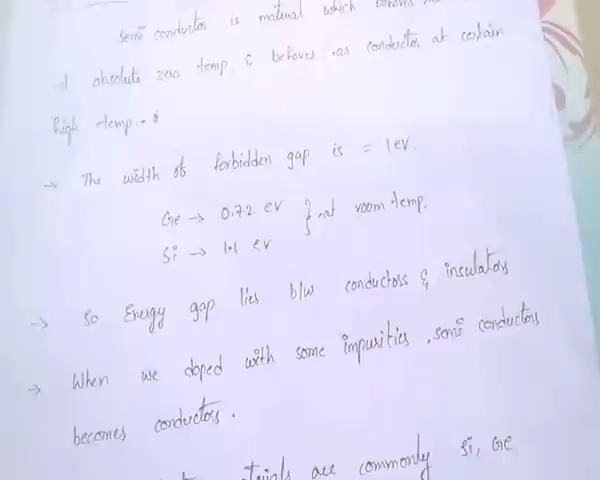 semi conductor is material which behaves
at absolute zero temp & behoves as conductor at certain
high temp..
→ The width of forbidden gap is = 1ev.
Ge → 0.72 ev } at room temp.
Si → 1.1 ev
→ So Energy gap lies b/w conductors & insulators
→ When we doped with some impurities, semi conductors
becomes conductors.
are commonly Si, Ge